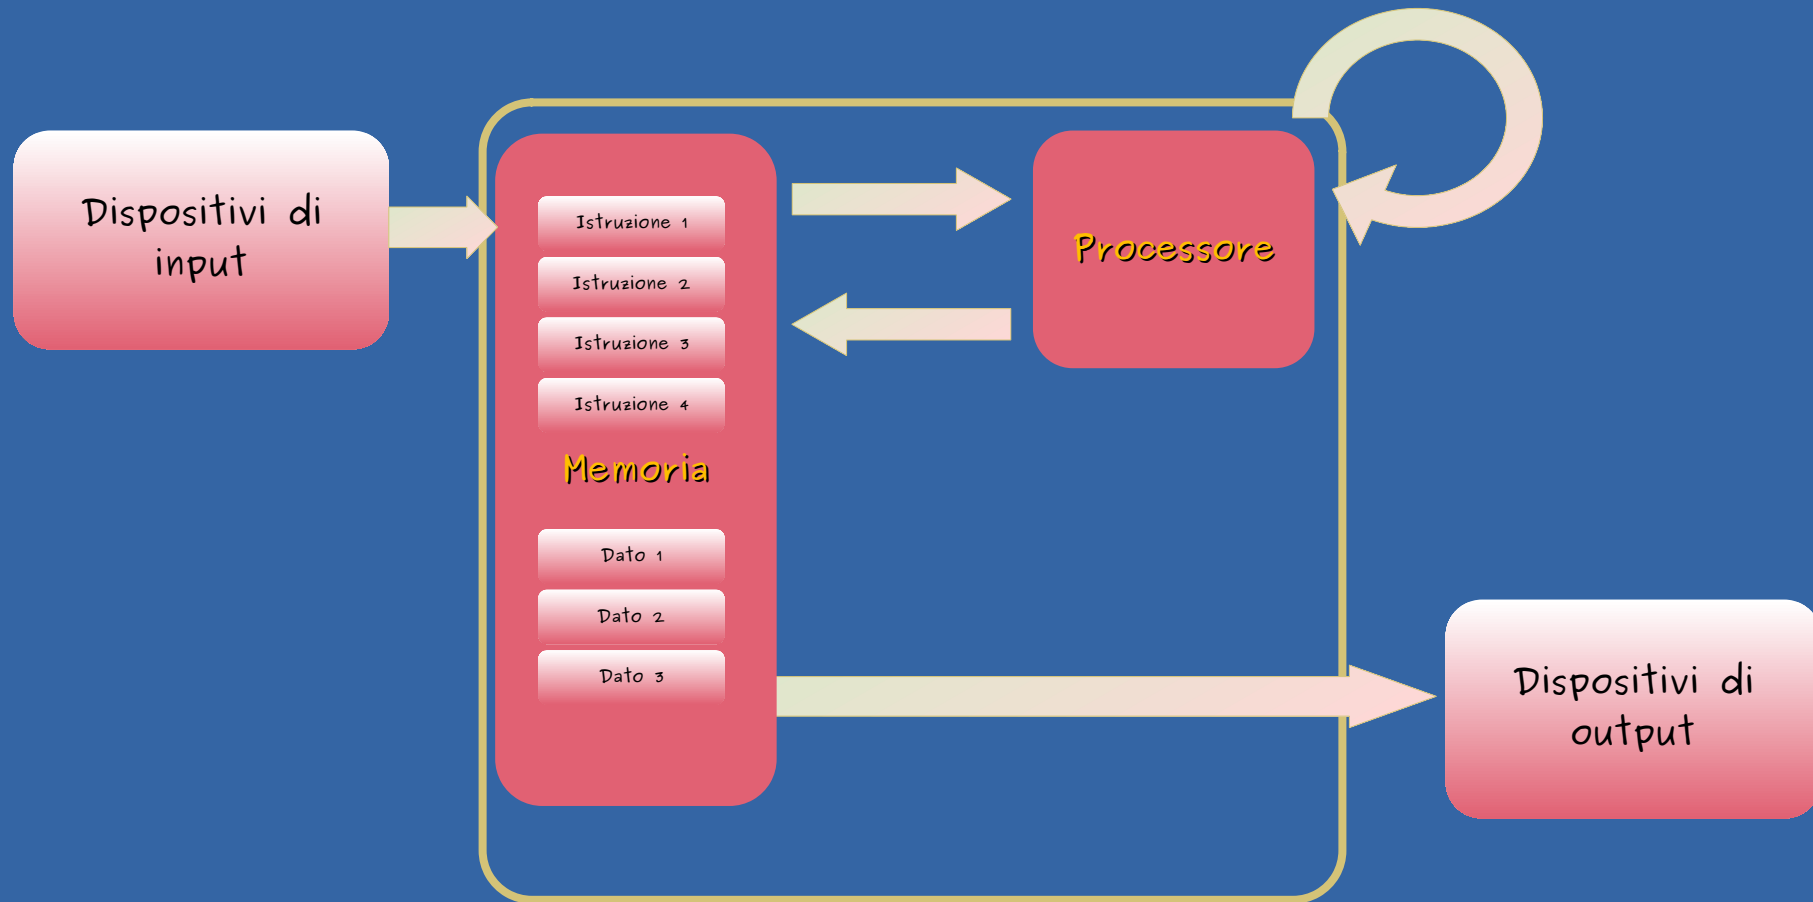 Dispositivi di
input
Istruzione 1
Istruzione 2
Istruzione 3
Istruzione 4
Memoria
Dato 1
Dato 2
Dato 3
Processore
Dispositivi di
output